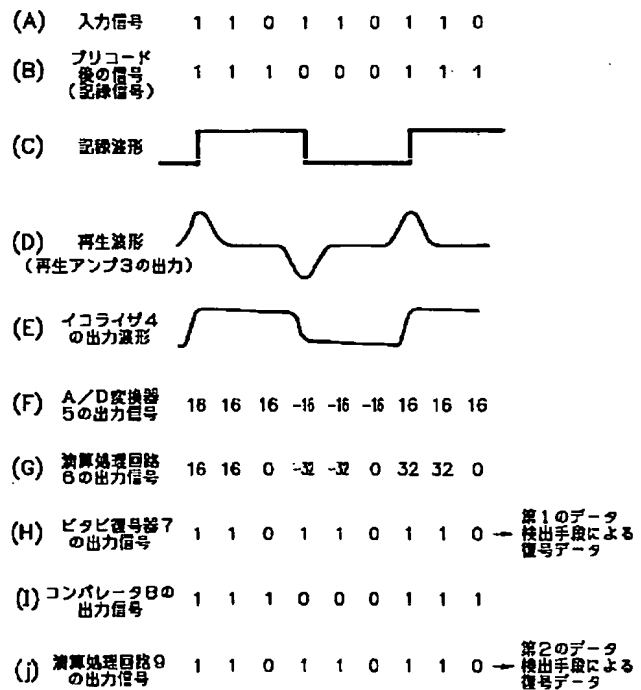 (A) 入力信号 1 1 0 1 1 0 1 1 0
(B) プリコード
後の信号 1 1 1 0 0 0 1 1 1
(記録信号)
(C) 記録波形
(D) 再生波形
(再生アンプ3の出力)
(E) イコライザ4
の出力波形
(F) A/D変換器
5の出力信号 16 16 16 -16 -16 -16 16 16 16
(G) 演算処理回路
6の出力信号 16 16 0 -32 -32 0 32 32 0
(H) ビタビ復号器7
の出力信号 1 1 0 1 1 0 1 1 0
第1のデータ
検出手段による
復号データ
(I) コンパレータ8の
出力信号 1 1 1 0 0 0 1 1 1
(j) 演算処理回路9
の出力信号 1 1 0 1 1 0 1 1 0
第2のデータ
検出手段による
復号データ